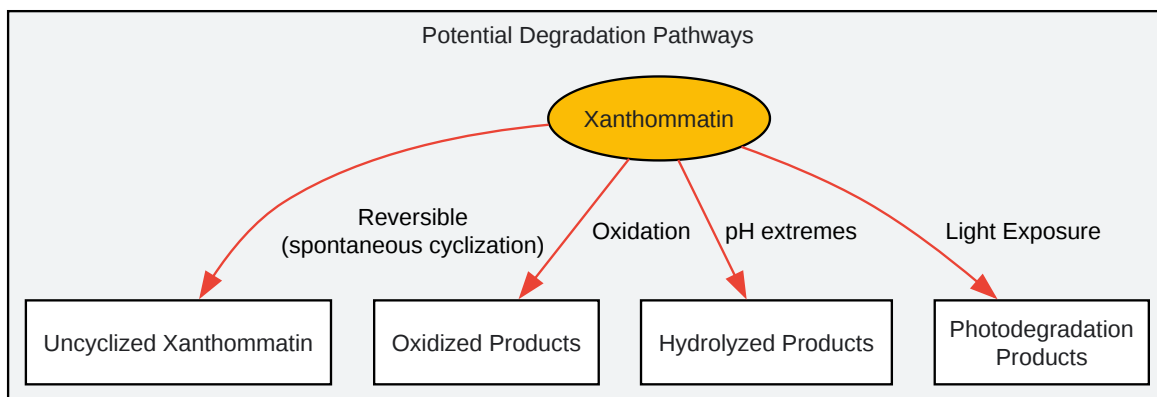 Potential Degradation Pathways
Xanthommatin
Reversible
(spontaneous cyclization)
Oxidation
pH extremes
Light Exposure
Uncyclized Xanthommatin
Oxidized Products
Hydrolyzed Products
Photodegradation
Products